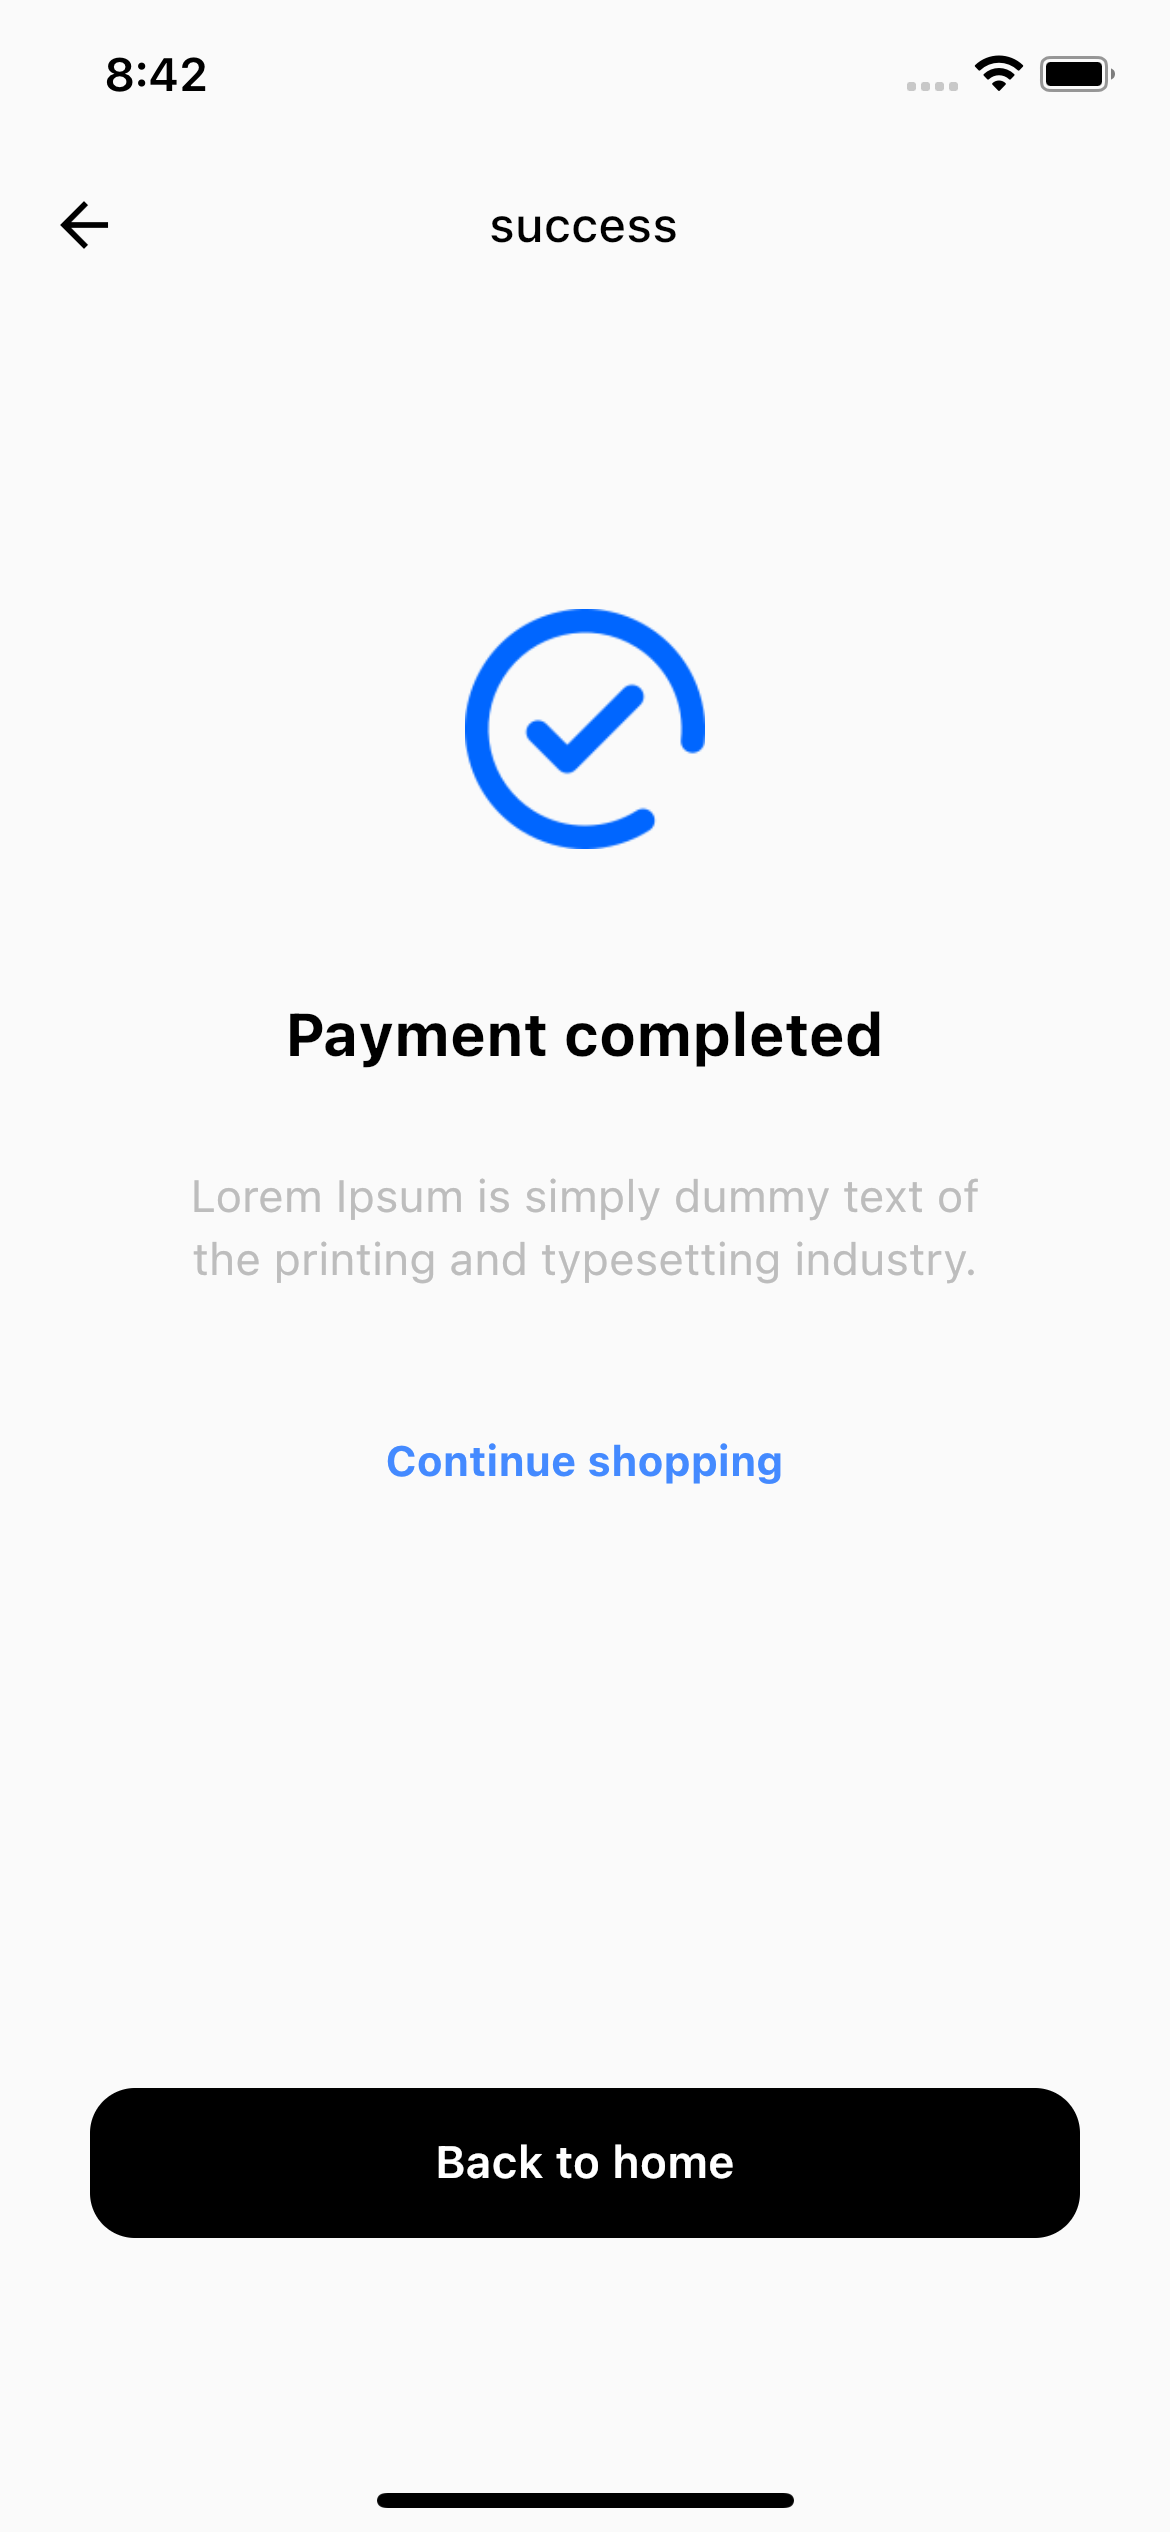 8:42
success
Payment completed
Lorem Ipsum is simply dummy text of
the printing and typesetting industry.
Continue shopping
Back to home